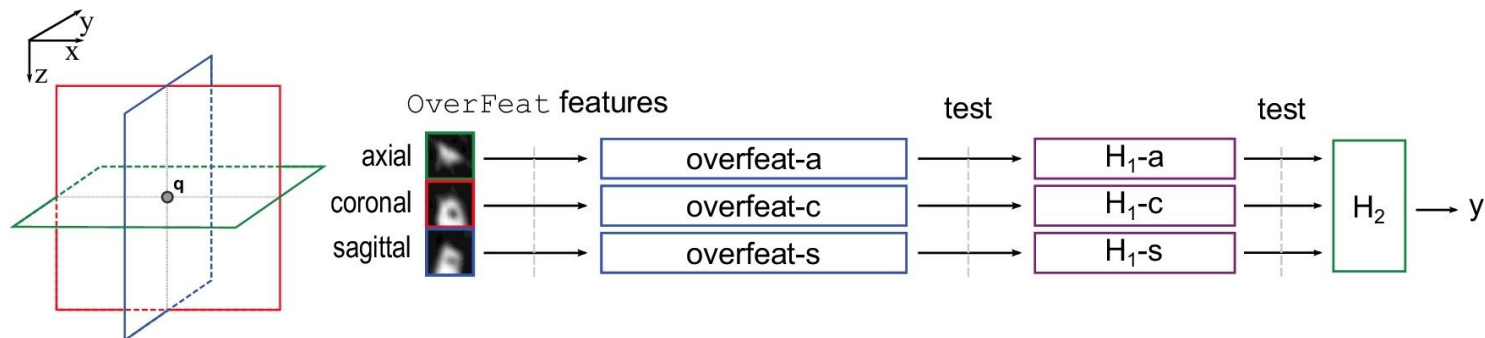 y
x
z
q
OverFeat features
test
test
axial
overfeat-a
H₁-a
coronal
overfeat-c
H₁-c
H₂
y
sagittal
overfeat-s
H₁-s